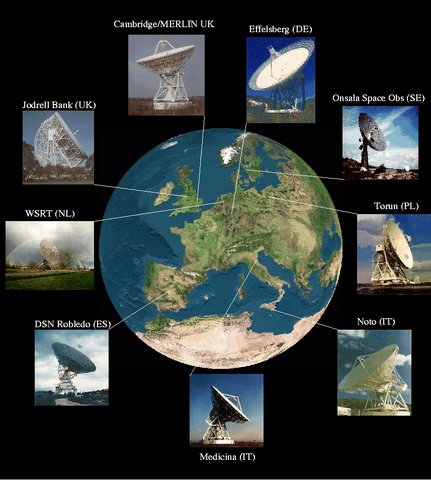 Cambridge/MERLIN UK
Effelsberg (DE)
Jodrell Bank (UK)
Onsala Space Obs (SE)
WSRT (NL)
Torun (PL)
DSN Robledo (ES)
Noto (IT)
Medicina (IT)